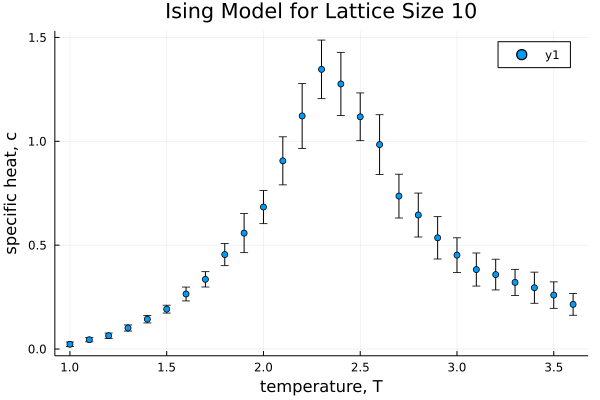 Ising Model for Lattice Size 10
y1
specific heat, c
1.5
1.0
0.5
0.0
1.0 1.5 2.0 2.5 3.0 3.5
temperature, T